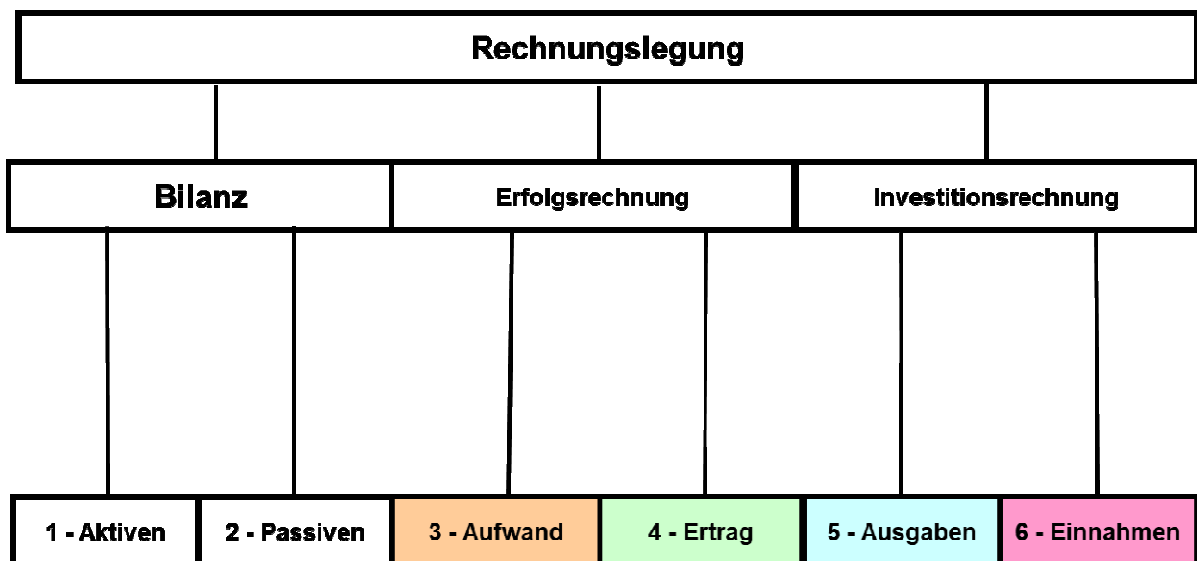 Rechnungslegung
Bilanz
Erfolgsrechnung
Investitionsrechnung
1 - Aktiven
2 - Passiven
3 - Aufwand
4 - Ertrag
5 - Ausgaben
6 - Einnahmen